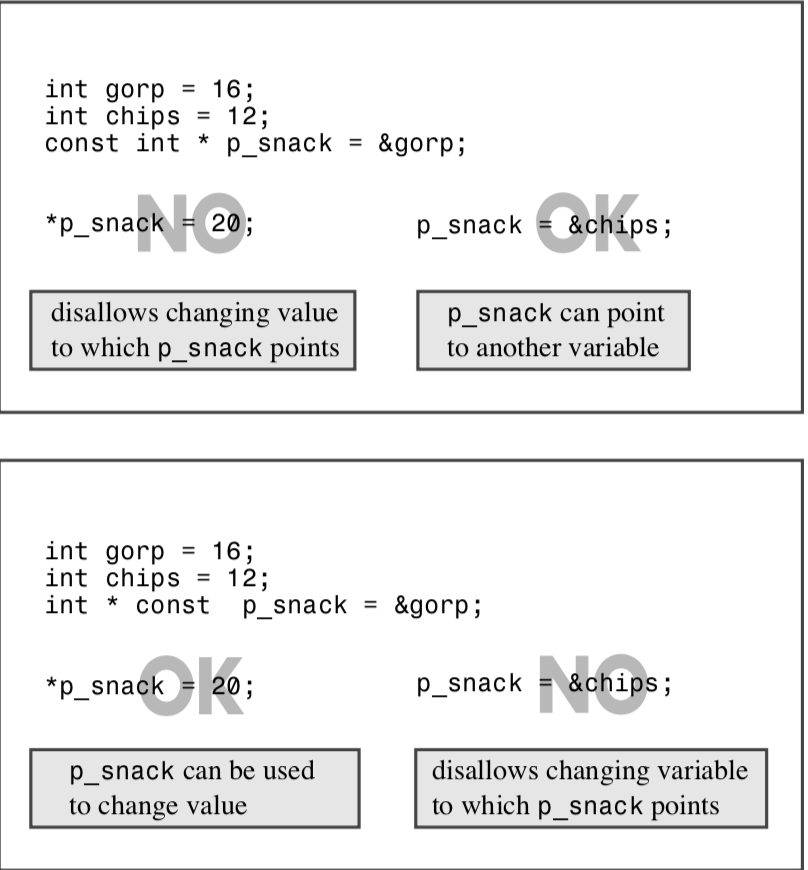 int gorp = 16;
int chips = 12;
const int * p_snack = &gorp;
*p_snack = 20;
NO
p_snack = &chips;
OK
disallows changing value
to which p_snack points
p_snack can point
to another variable
int gorp = 16;
int chips = 12;
int * const  p_snack = &gorp;
*p_snack = 20;
OK
p_snack = &chips;
NO
p_snack can be used
to change value
disallows changing variable
to which p_snack points